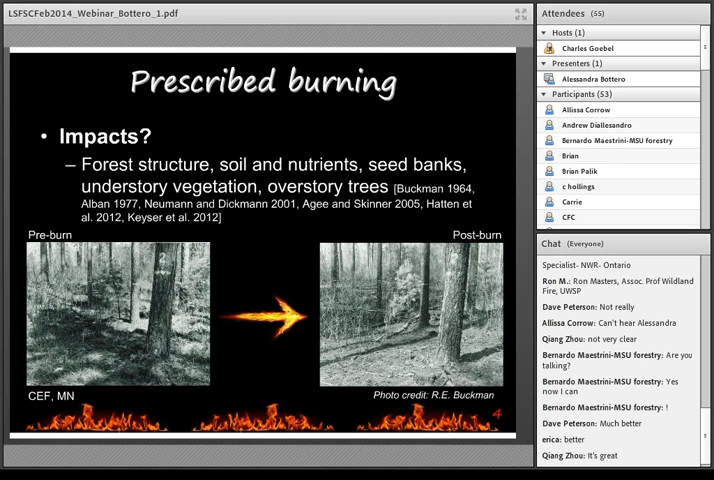 LSFSCFeb2014_Webinar_Bottero_1.pdf
Prescribed burning
• Impacts?
– Forest structure, soil and nutrients, seed banks,
understory vegetation, overstory trees [Buckman 1964,
Alban 1977, Neumann and Dickmann 2001, Agee and Skinner 2005, Hatten et
al. 2012, Keyser et al. 2012]
Pre-burn
Post-burn
CEF, MN
Photo credit: R.E. Buckman
4
Attendees (55)
Hosts (1)
Charles Goebel
Presenters (1)
Alessandra Bottero
Participants (53)
Allissa Corrow
Andrew Diallesandro
Bernardo Maestrini-MSU forestry
Brian
Brian Palik
c hollings
Carrie
CFC
Chat (Everyone)
Specialist- NWR- Ontario
Ron M.: Ron Masters, Assoc. Prof Wildland
Fire, UWSP
Dave Peterson: Not really
Allissa Corrow: Can't hear Alessandra
Qiang Zhou: not very clear
Bernardo Maestrini-MSU forestry: Are you
talking?
Bernardo Maestrini-MSU forestry: Yes
now I can
Bernardo Maestrini-MSU forestry: !
Dave Peterson: Much better
erica: better
Qiang Zhou: It's great